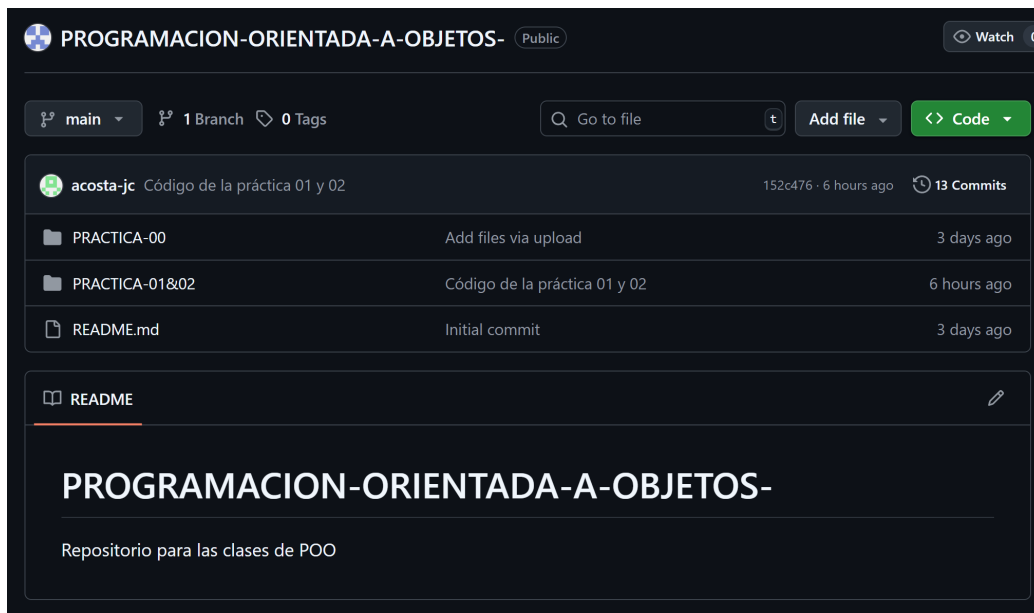 PROGRAMACION-ORIENTADA-A-OBJETOS- Public Watch
main 1 Branch 0 Tags Go to file t Add file <> Code
acosta-jc Código de la práctica 01 y 02 152c476 · 6 hours ago 13 Commits
PRACTICA-00 Add files via upload 3 days ago
PRACTICA-01&02 Código de la práctica 01 y 02 6 hours ago
README.md Initial commit 3 days ago
README
PROGRAMACION-ORIENTADA-A-OBJETOS-
Repositorio para las clases de POO